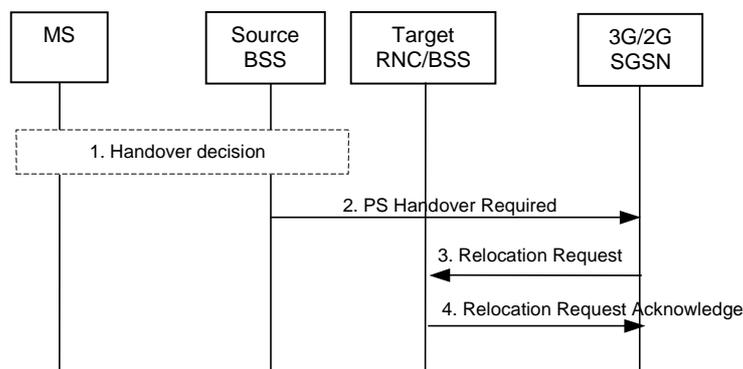 MS
Source
BSS
Target
RNC/BSS
3G/2G
SGSN
1. Handover decision
2. PS Handover Required
3. Relocation Request
4. Relocation Request Acknowledge